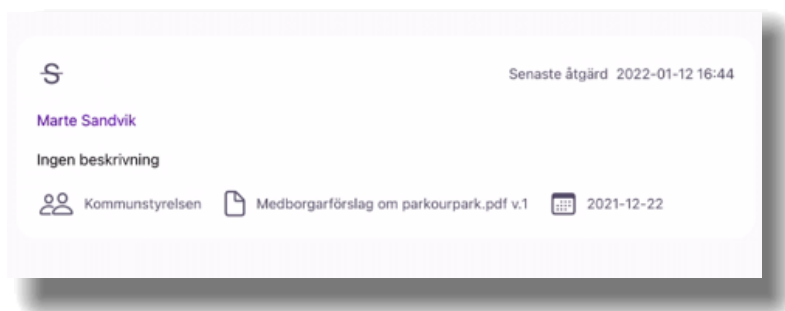 Senaste åtgärd 2022-01-12 16:44
Marte Sandvik
Ingen beskrivning
Kommunstyrelsen Medborgarförslag om parkourpark.pdf v.1 2021-12-22